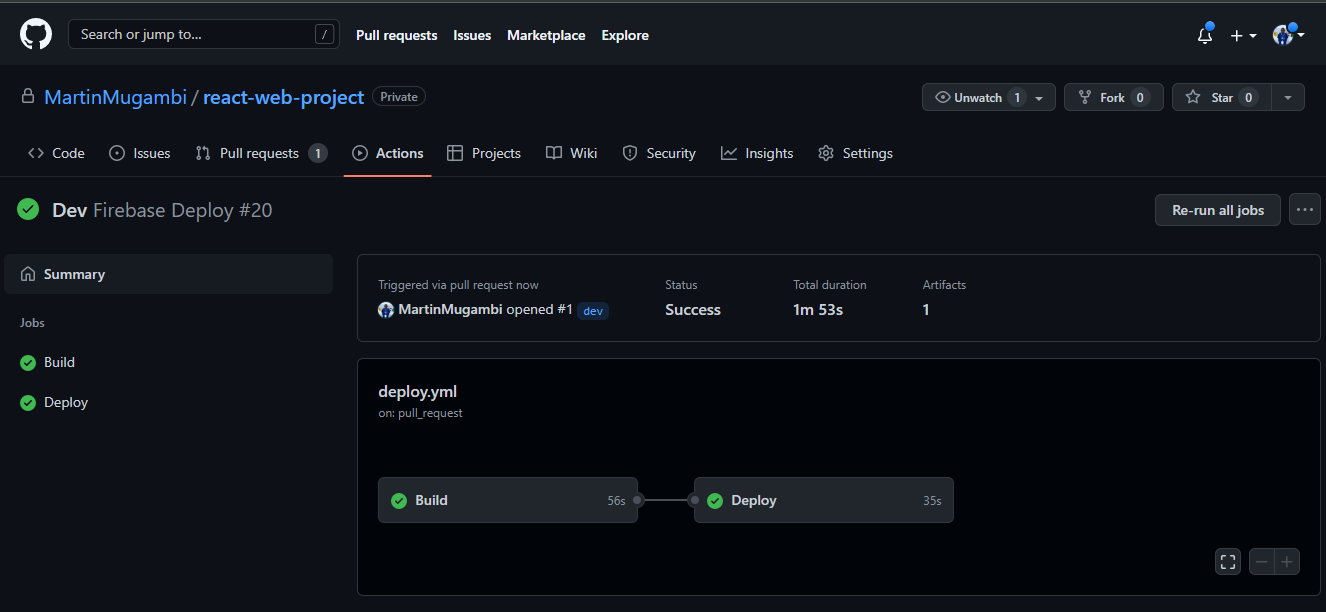 Search or jump to... /
Pull requests Issues Marketplace Explore
MartinMugambi / react-web-project Private
Unwatch 1 Fork 0 Star 0
Code Issues Pull requests 1 Actions Projects Wiki Security Insights Settings
Dev Firebase Deploy #20
Re-run all jobs ...
Summary
Jobs
Build
Deploy
Triggered via pull request now
MartinMugambi opened #1 dev
Status
Success
Total duration
1m 53s
Artifacts
1
deploy.yml
on: pull_request
Build 56s
Deploy 35s